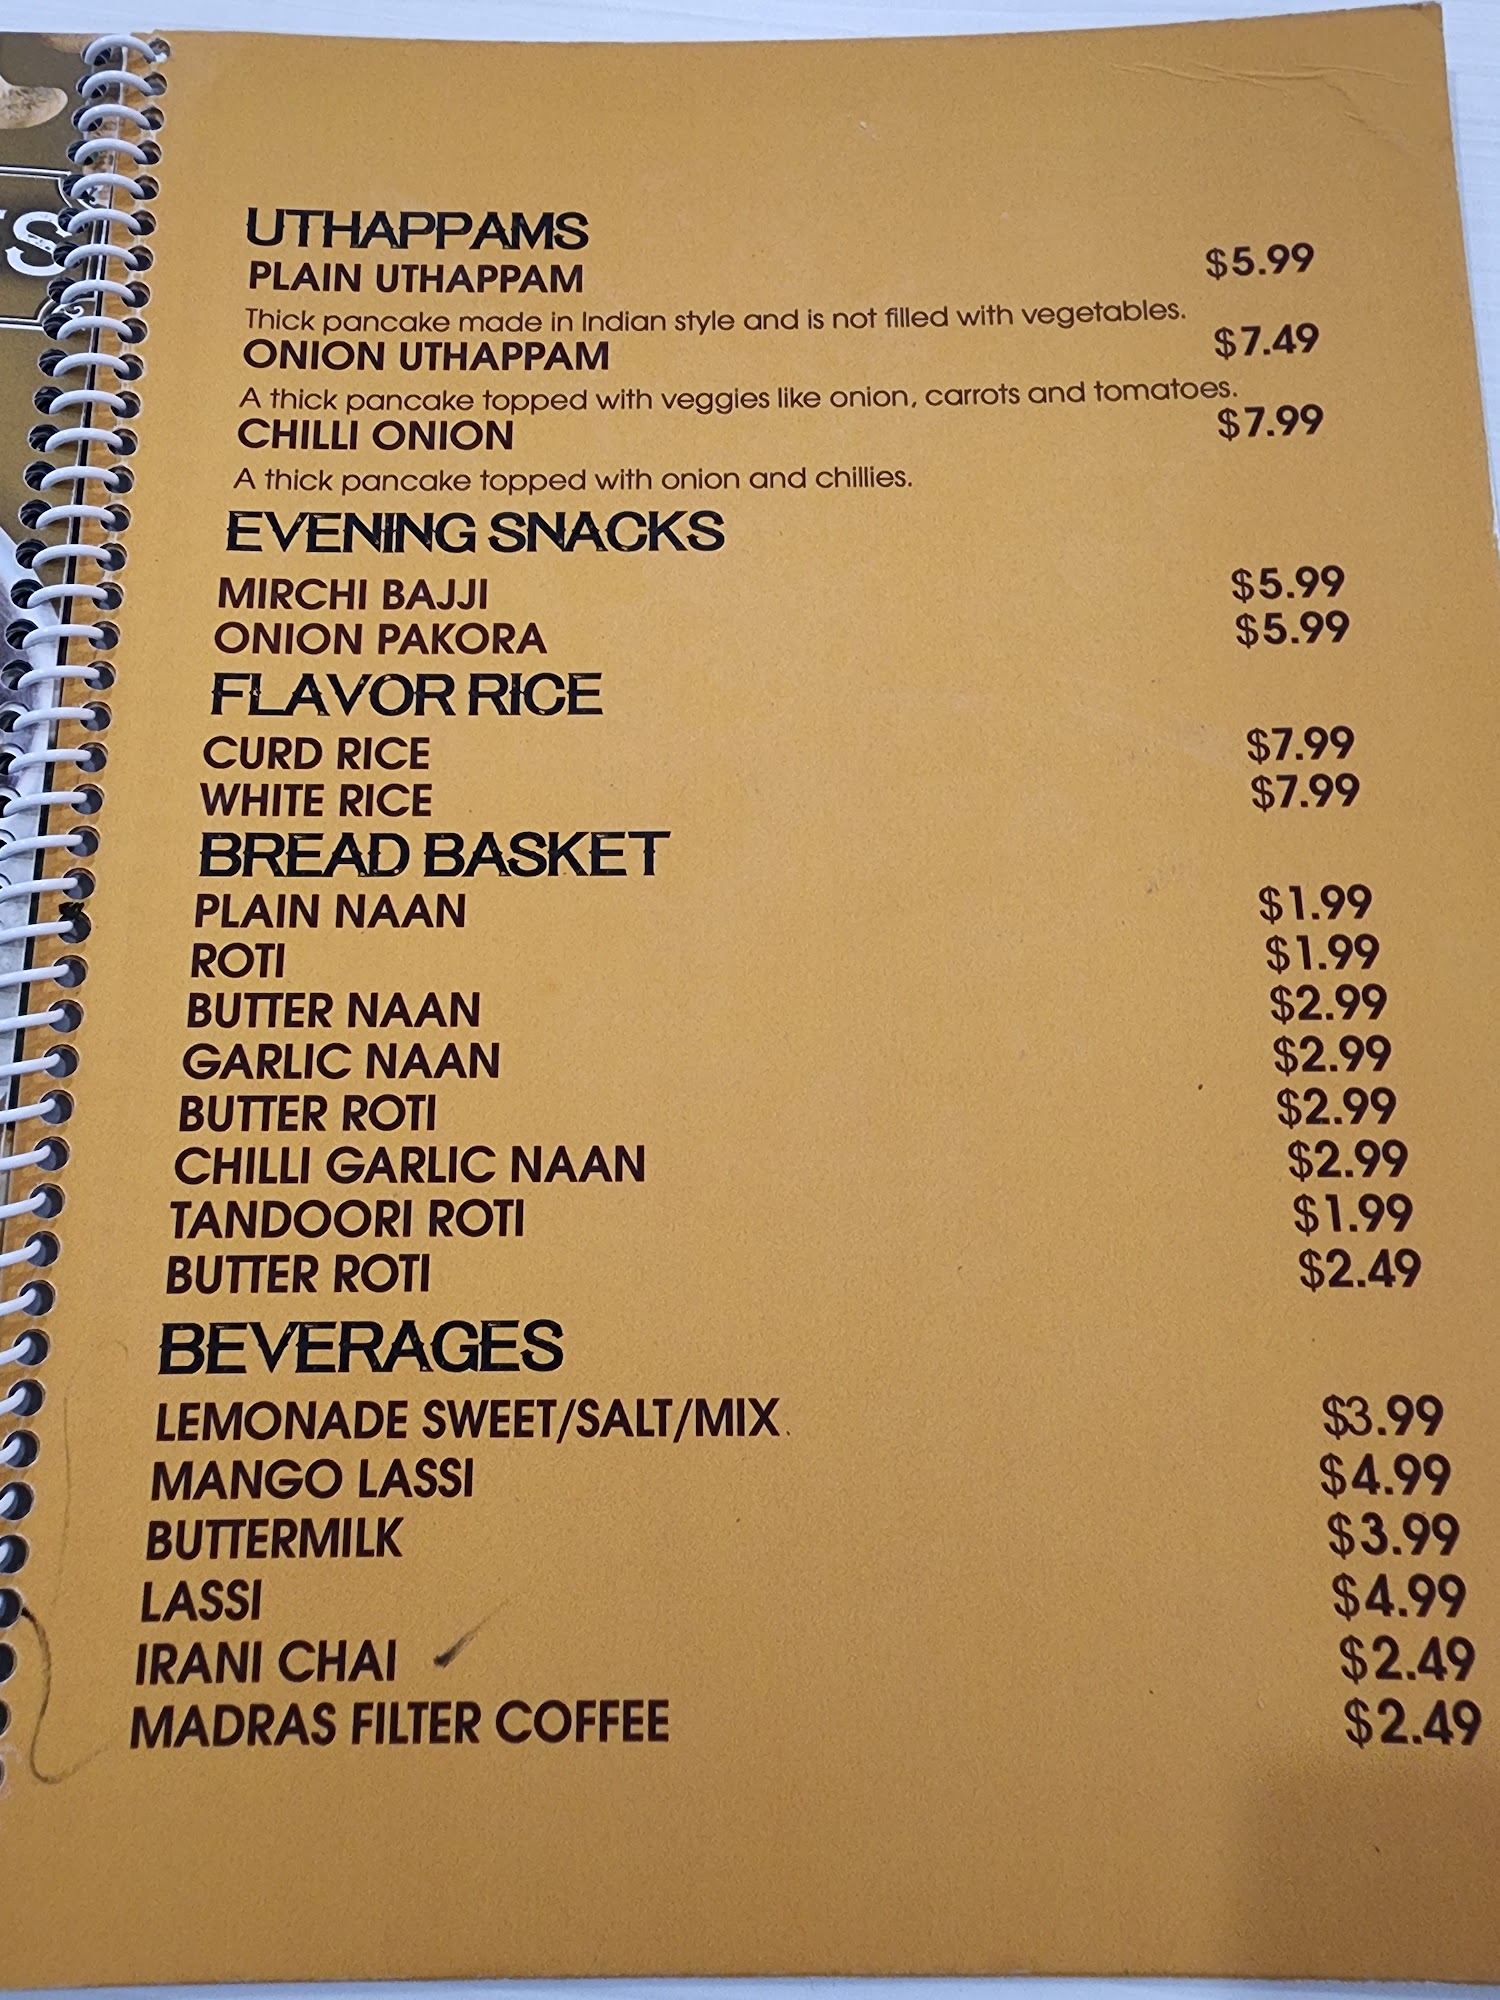 TS
UTHAPPAMS
PLAIN UTHAPPAM $5.99
Thick pancake made in Indian style and is not filled with vegetables.
ONION UTHAPPAM $7.49
A thick pancake topped with veggies like onion, carrots and tomatoes.
CHILLI ONION $7.99
A thick pancake topped with onion and chillies.
EVENING SNACKS
MIRCHI BAJJI $5.99
ONION PAKORA $5.99
FLAVOR RICE
CURD RICE $7.99
WHITE RICE $7.99
BREAD BASKET
PLAIN NAAN $1.99
ROTI $1.99
BUTTER NAAN $2.99
GARLIC NAAN $2.99
BUTTER ROTI $2.99
CHILLI GARLIC NAAN $2.99
TANDOORI ROTI $1.99
BUTTER ROTI $2.49
BEVERAGES
LEMONADE SWEET/SALT/MIX. $3.99
MANGO LASSI $4.99
BUTTERMILK $3.99
LASSI $4.99
IRANI CHAI $2.49
MADRAS FILTER COFFEE $2.49